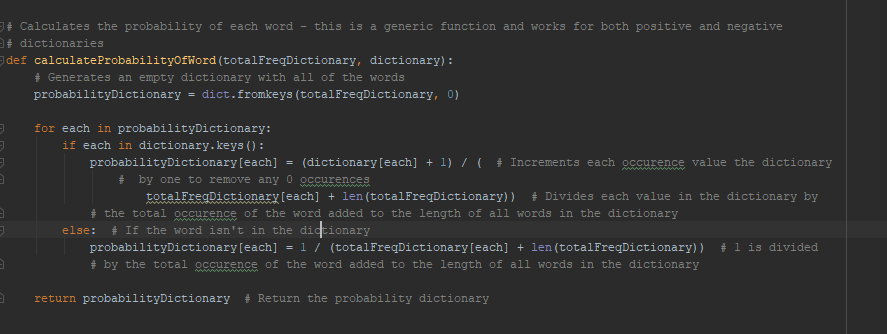 # Calculates the probability of each word - this is a generic function and works for both positive and negative
# dictionaries
def calculateProbabilityOfWord(totalFreqDictionary, dictionary):
    # Generates an empty dictionary with all of the words
    probabilityDictionary = dict.fromkeys(totalFreqDictionary, 0)

    for each in probabilityDictionary:
        if each in dictionary.keys():
            probabilityDictionary[each] = (dictionary[each] + 1) / (  # Increments each occurence value the dictionary
                #  by one to remove any 0 occurences
                    totalFreqDictionary[each] + len(totalFreqDictionary))  # Divides each value in the dictionary by
            # the total occurence of the word added to the length of all words in the dictionary
        else:  # If the word isn't in the dictionary
            probabilityDictionary[each] = 1 / (totalFreqDictionary[each] + len(totalFreqDictionary))  # 1 is divided
            # by the total occurence of the word added to the length of all words in the dictionary

    return probabilityDictionary  # Return the probability dictionary